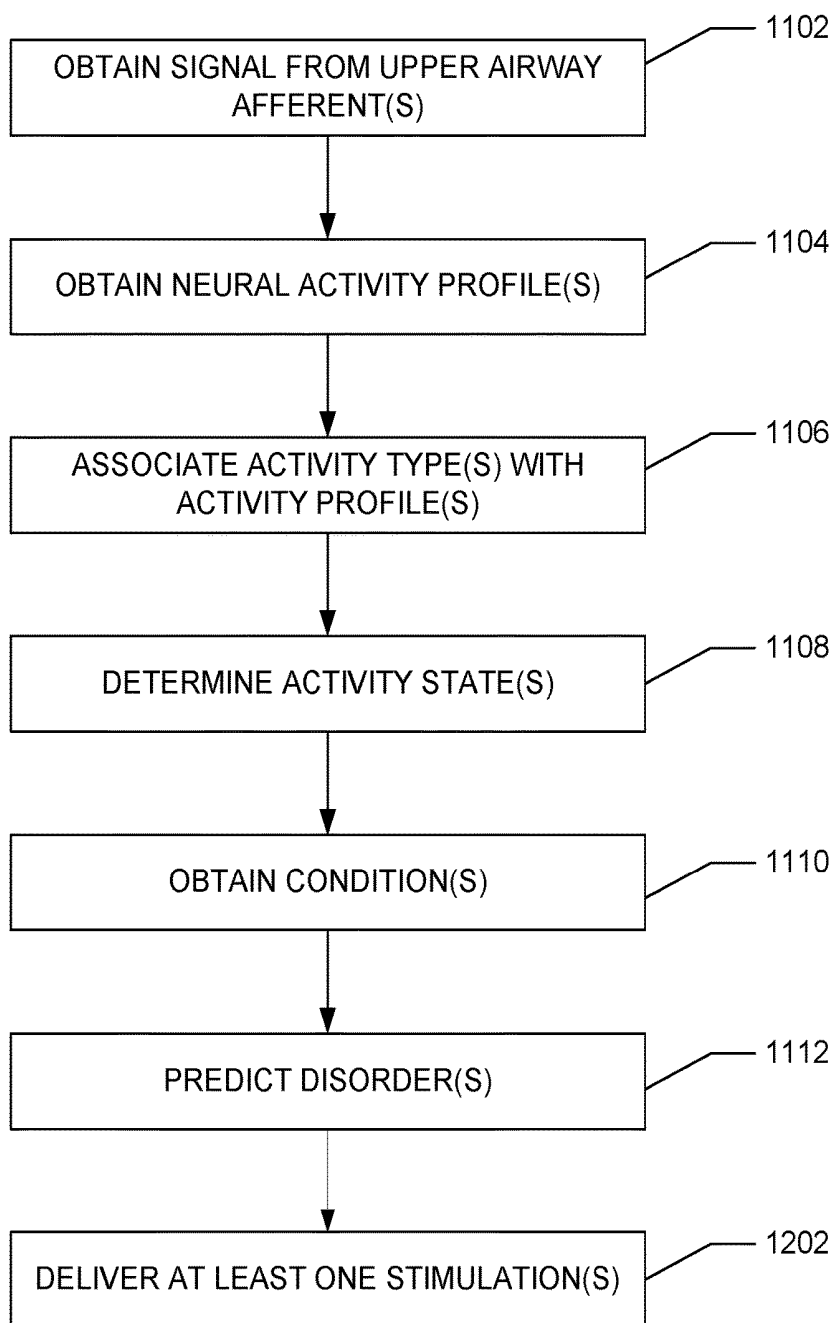 1102
OBTAIN SIGNAL FROM UPPER AIRWAY
AFFERENT(S)
1104
OBTAIN NEURAL ACTIVITY PROFILE(S)
1106
ASSOCIATE ACTIVITY TYPE(S) WITH
ACTIVITY PROFILE(S)
1108
DETERMINE ACTIVITY STATE(S)
1110
OBTAIN CONDITION(S)
1112
PREDICT DISORDER(S)
1202
DELIVER AT LEAST ONE STIMULATION(S)